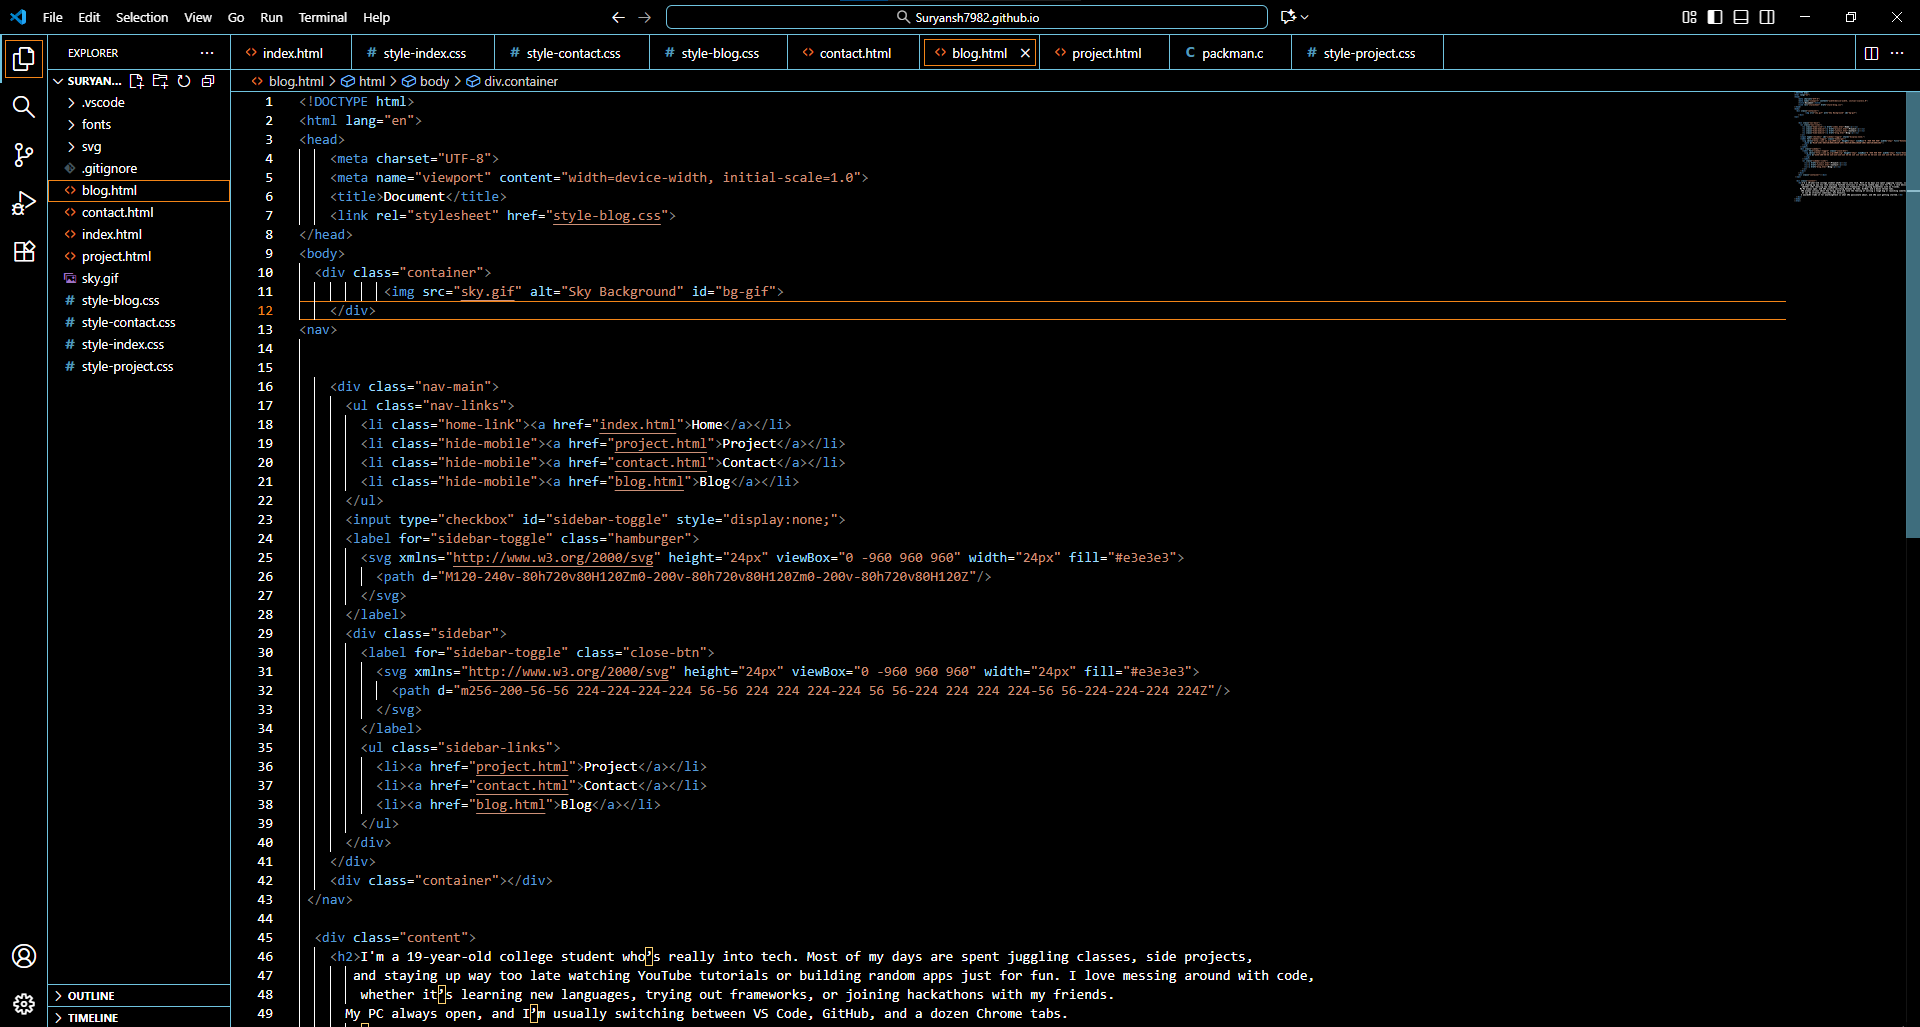 File Edit Selection View Go Run Terminal Help
Suryansh7982.github.io
EXPLORER
index.html
style-index.css
style-contact.css
style-blog.css
contact.html
blog.html
project.html
packman.c
style-project.css
SURYAN...
.vscode
fonts
svg
.gitignore
blog.html
contact.html
index.html
project.html
sky.gif
style-blog.css
style-contact.css
style-index.css
style-project.css
OUTLINE
TIMELINE
blog.html > html > body > div.container
1 <!DOCTYPE html>
2 <html lang="en">
3 <head>
4 <meta charset="UTF-8">
5 <meta name="viewport" content="width=device-width, initial-scale=1.0">
6 <title>Document</title>
7 <link rel="stylesheet" href="style-blog.css">
8 </head>
9 <body>
10 <div class="container">
11 <img src="sky.gif" alt="Sky Background" id="bg-gif">
12 </div>
13 <nav>
14
15
16 <div class="nav-main">
17 <ul class="nav-links">
18 <li class="home-link"><a href="index.html">Home</a></li>
19 <li class="hide-mobile"><a href="project.html">Project</a></li>
20 <li class="hide-mobile"><a href="contact.html">Contact</a></li>
21 <li class="hide-mobile"><a href="blog.html">Blog</a></li>
22 </ul>
23 <input type="checkbox" id="sidebar-toggle" style="display:none;">
24 <label for="sidebar-toggle" class="hamburger">
25 <svg xmlns="http://www.w3.org/2000/svg" height="24px" viewBox="0 -960 960 960" width="24px" fill="#e3e3e3">
26 <path d="M120-240v-80h720v80H120Zm0-200v-80h720v80H120Zm0-200v-80h720v80H120Z"/>
27 </svg>
28 </label>
29 <div class="sidebar">
30 <label for="sidebar-toggle" class="close-btn">
31 <svg xmlns="http://www.w3.org/2000/svg" height="24px" viewBox="0 -960 960 960" width="24px" fill="#e3e3e3">
32 <path d="m256-200-56-56 224-224-224-224 56-56 224 224 224-224 56 56-224 224 224 224-56 56-224-224-224 224Z"/>
33 </svg>
34 </label>
35 <ul class="sidebar-links">
36 <li><a href="project.html">Project</a></li>
37 <li><a href="contact.html">Contact</a></li>
38 <li><a href="blog.html">Blog</a></li>
39 </ul>
40 </div>
41 </div>
42 <div class="container"></div>
43 </nav>
44
45 <div class="content">
46 <h2>I'm a 19-year-old college student who’s really into tech. Most of my days are spent juggling classes, side projects,
47 and staying up way too late watching YouTube tutorials or building random apps just for fun. I love messing around with code,
48 whether it’s learning new languages, trying out frameworks, or joining hackathons with my friends.
49 My PC always open, and I’m usually switching between VS Code, GitHub, and a dozen Chrome tabs.